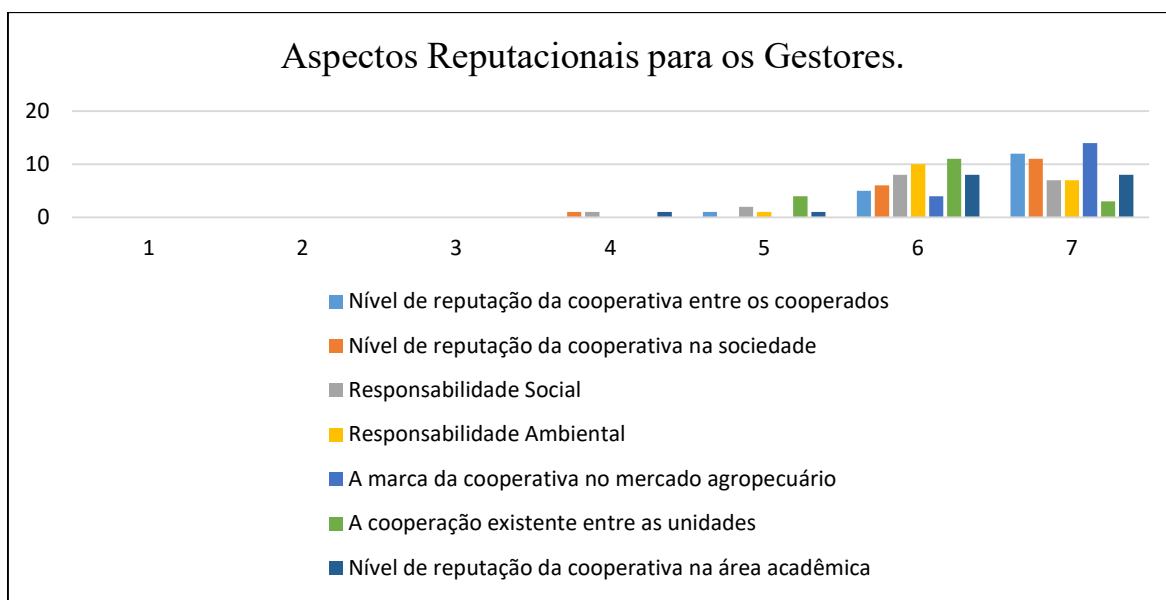 Aspectos Reputacionais para os Gestores.
20
10
0
1 2 3 4 5 6 7
Nível de reputação da cooperativa entre os cooperados
Nível de reputação da cooperativa na sociedade
Responsabilidade Social
Responsabilidade Ambiental
A marca da cooperativa no mercado agropecuário
A cooperação existente entre as unidades
Nível de reputação da cooperativa na área acadêmica